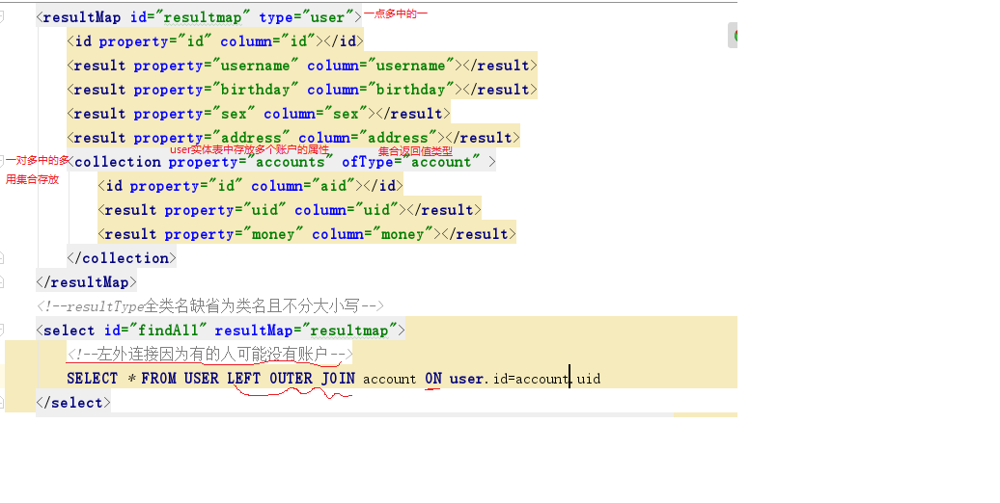 <resultMap id="resultmap" type="user"> 一点多中的一
<id property="id" column="id"></id>
<result property="username" column="username"></result>
<result property="birthday" column="birthday"></result>
<result property="sex" column="sex"></result>
<result property="address" column="address"></result>
user实体表中存放多个账户的属性 集合返回值类型
一对多中的多 <collection property="accounts" ofType="account" >
用集合存放 <id property="id" column="aid"></id>
<result property="uid" column="uid"></result>
<result property="money" column="money"></result>
</collection>
</resultMap>
<!--resultType全类名缺省为类名且不分大小写-->
<select id="findAll" resultMap="resultmap">
<!--左外连接因为有的人可能没有账户-->
SELECT * FROM USER LEFT OUTER JOIN account ON user.id=account.uid
</select>